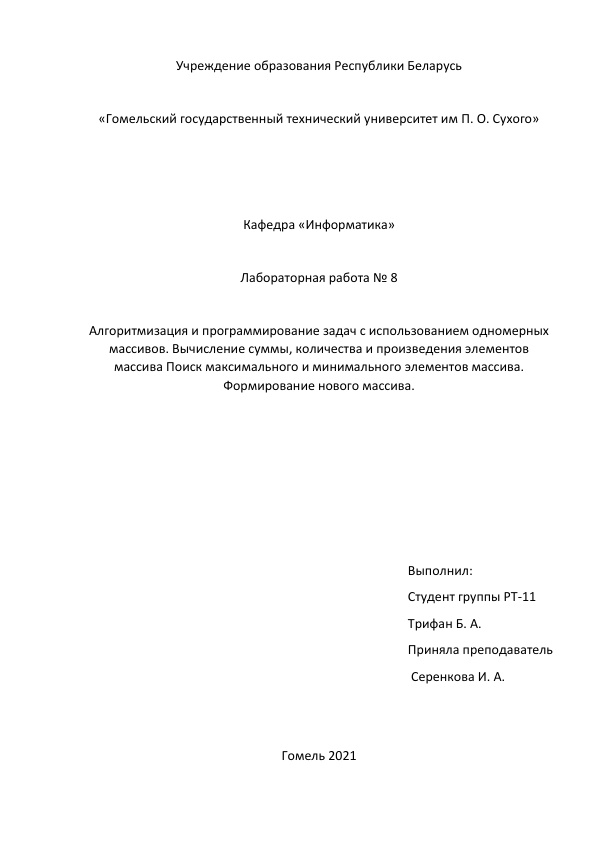 Учреждение образования Республики Беларусь
«Гомельский государственный технический университет им П. О. Сухого»
Кафедра «Информатика»
Лабораторная работа № 8
Алгоритмизация и программирование задач с использованием одномерных
массивов. Вычисление суммы, количества и произведения элементов
массива Поиск максимального и минимального элементов массива.
Формирование нового массива.
Выполнил:
Студент группы РТ-11
Трифан Б. А.
Приняла преподаватель
Серенкова И. А.
Гомель 2021